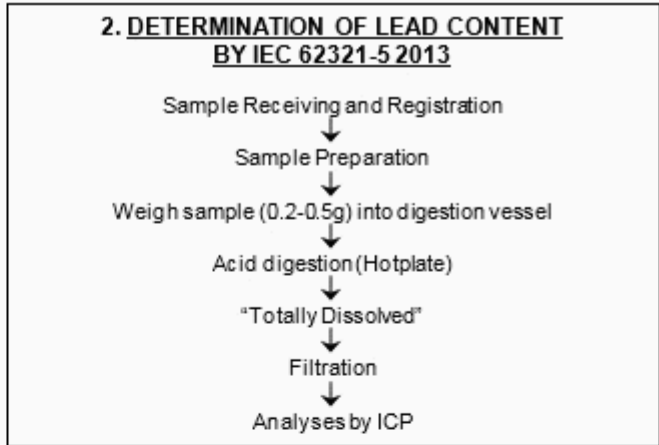 2. DETERMINATION OF LEAD CONTENT
BY IEC 62321-5 2013
Sample Receiving and Registration
Sample Preparation
Weigh sample (0.2-0.5g) into digestion vessel
Acid digestion (Hotplate)
“Totally Dissolved”
Filtration
Analyses by ICP